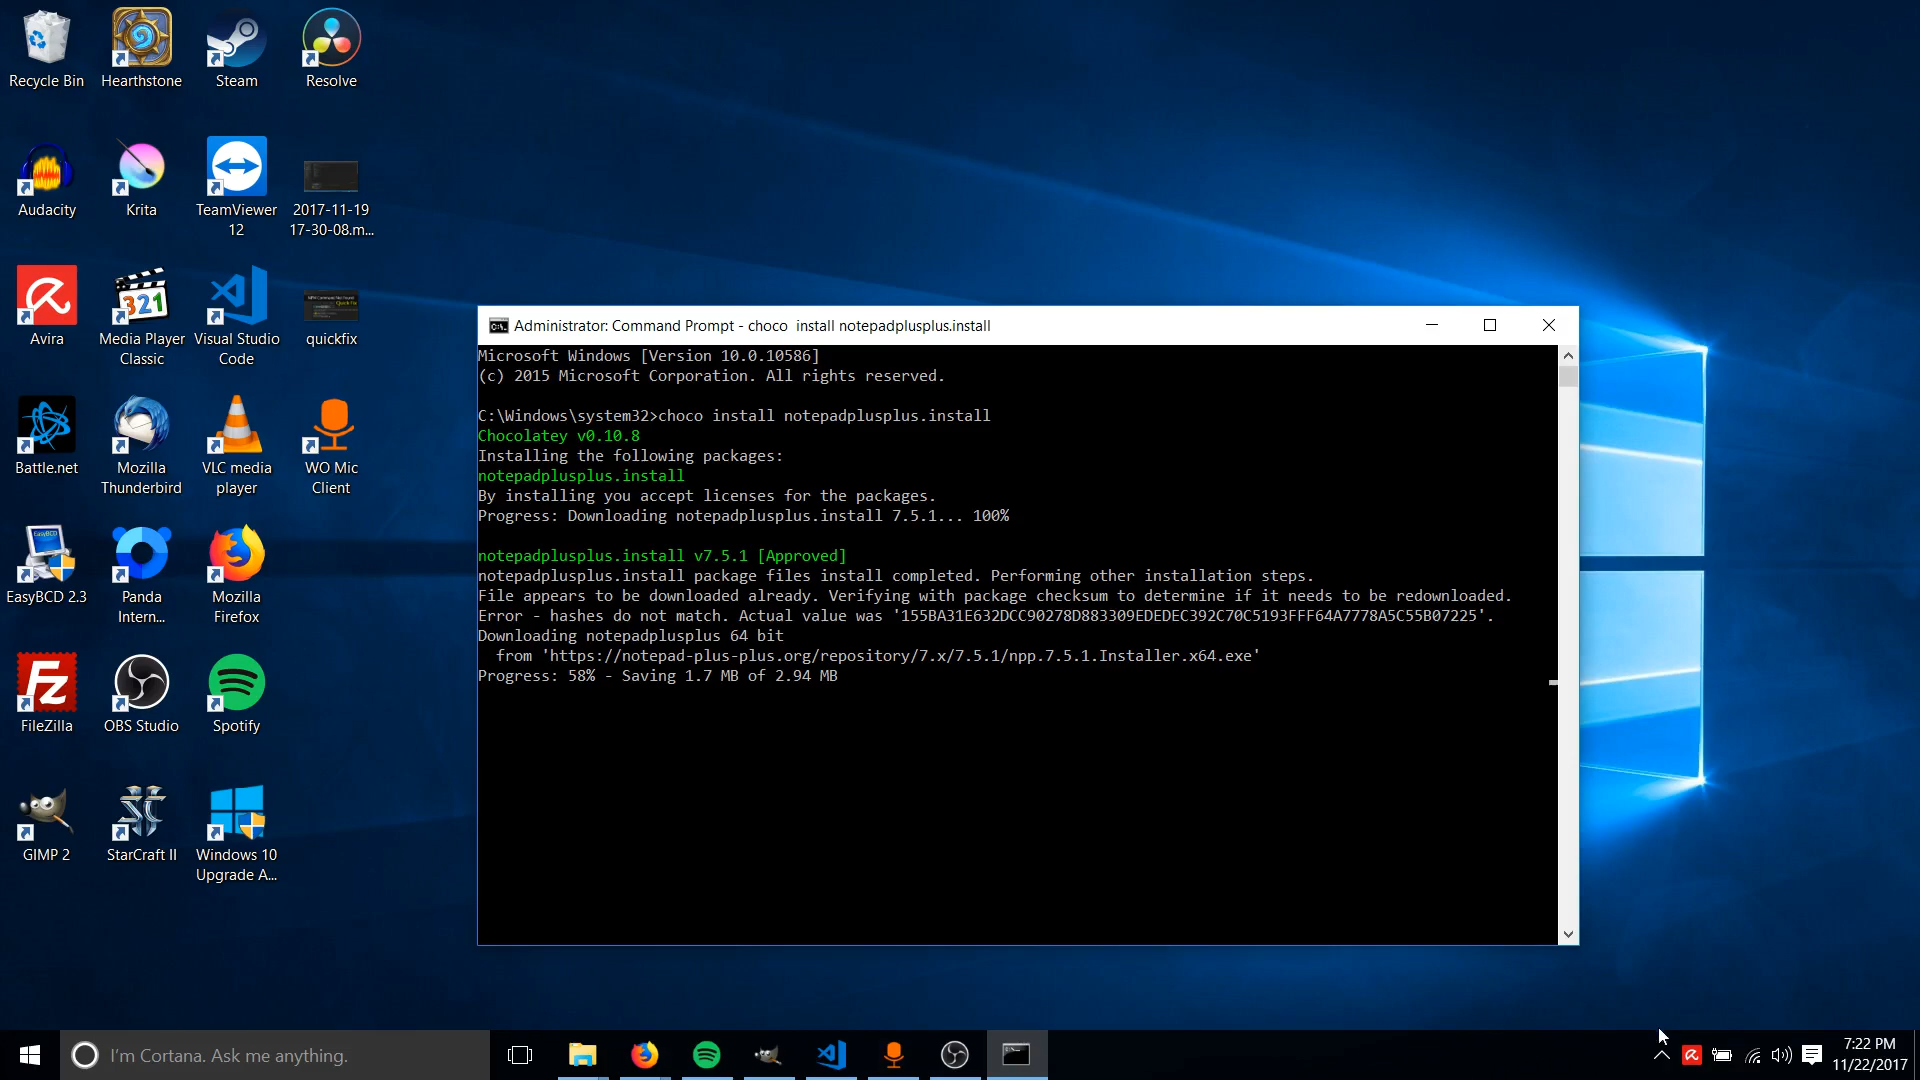 Recycle Bin
Hearthstone
Steam
Resolve
Audacity
Krita
TeamViewer
12
2017-11-19
17-30-08.m...
Avira
Media Player
Classic
Visual Studio
Code
quickfix
Battle.net
Mozilla
Thunderbird
VLC media
player
WO Mic
Client
EasyBCD 2.3
Panda
Intern...
Mozilla
Firefox
FileZilla
OBS Studio
Spotify
GIMP 2
StarCraft II
Windows 10
Upgrade A...
Administrator: Command Prompt - choco  install notepadplusplus.install
Microsoft Windows [Version 10.0.10586]
(c) 2015 Microsoft Corporation. All rights reserved.
C:\Windows\system32>choco install notepadplusplus.install
Chocolatey v0.10.8
Installing the following packages:
notepadplusplus.install
By installing you accept licenses for the packages.
Progress: Downloading notepadplusplus.install 7.5.1... 100%
notepadplusplus.install v7.5.1 [Approved]
notepadplusplus.install package files install completed. Performing other installation steps.
File appears to be downloaded already. Verifying with package checksum to determine if it needs to be redownloaded.
Error - hashes do not match. Actual value was '155BA31E632DCC90278D883309EDEDEC392C70C5193FFF64A7778A5C55B07225'.
Downloading notepadplusplus 64 bit
  from 'https://notepad-plus-plus.org/repository/7.x/7.5.1/npp.7.5.1.Installer.x64.exe'
Progress: 58% - Saving 1.7 MB of 2.94 MB
I'm Cortana. Ask me anything.
7:22 PM
11/22/2017